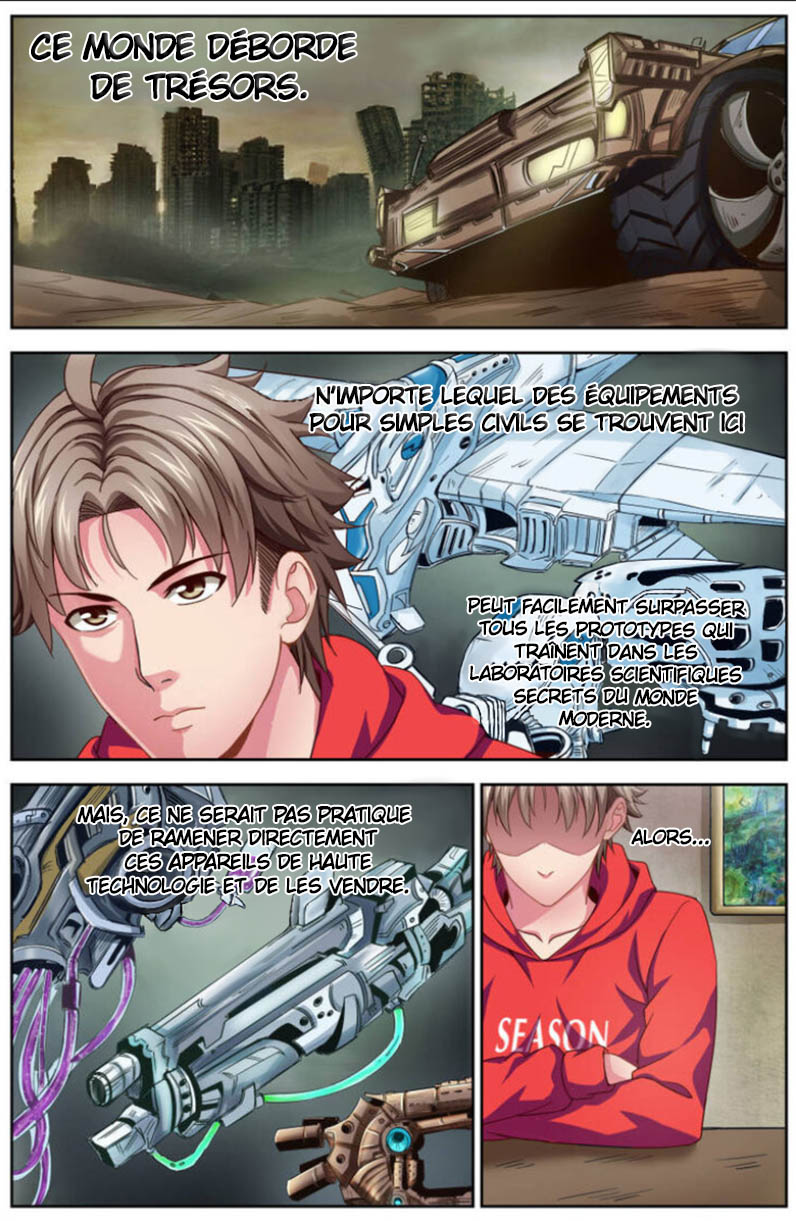 CE MONDE DÉBORDE
DE TRÉSORS.
N'IMPORTE LEQUEL DES ÉQUIPEMENTS
POUR SIMPLES CIVILS SE TROUVENT ICI
PEUT FACILEMENT SURPASSER
TOUS LES PROTOTYPES QUI
TRAÎNENT DANS LES
LABORATOIRES SCIENTIFIQUES
SECRETS DU MONDE
MODERNE.
MAIS, CE NE SERAIT PAS PRATIQUE
DE RAMENER DIRECTEMENT
CES APPAREILS DE HAUTE
TECHNOLOGIE ET DE LES VENDRE.
ALORS...
SEASON